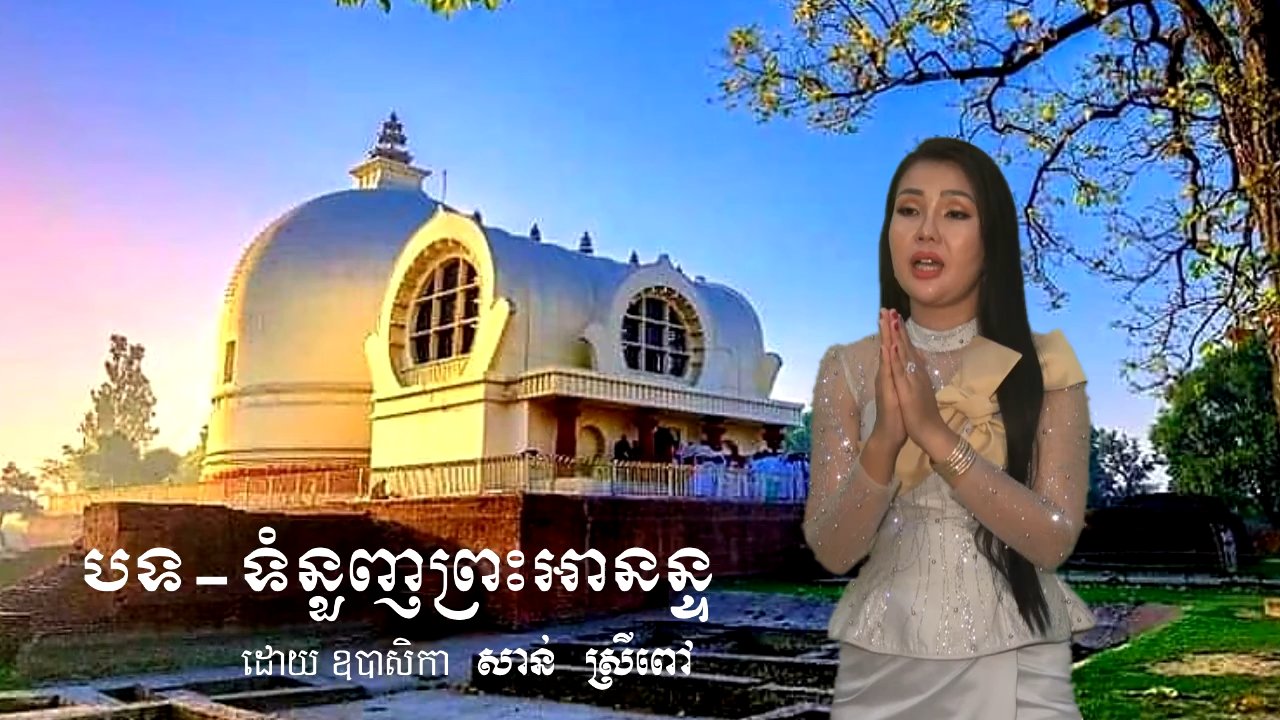 បទ – ទំនួញព្រះអានន្ទ
ដោយ ឧបាសិកា សាន់ ស្រីពៅ